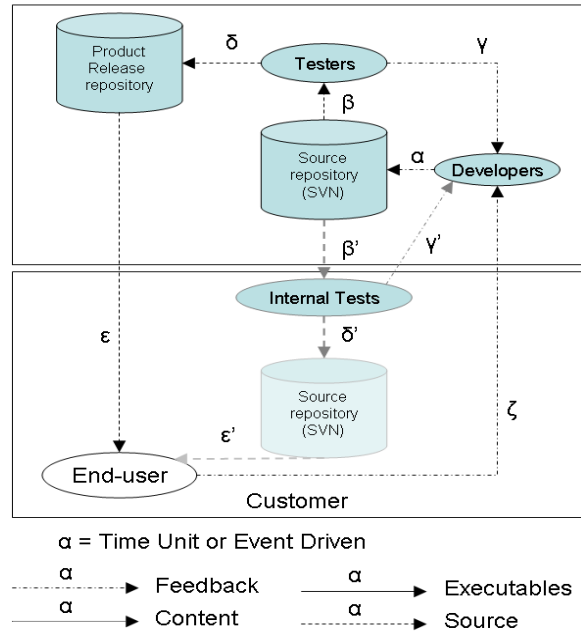 Product
Release
repository
δ
Testers
γ
β
Source
repository
(SVN)
α
Developers
β’
γ’
Internal Tests
δ’
ε
Source
repository
(SVN)
ζ
ε’
End-user
Customer
α = Time Unit or Event Driven
α
Feedback
α
Executables
α
Content
α
Source